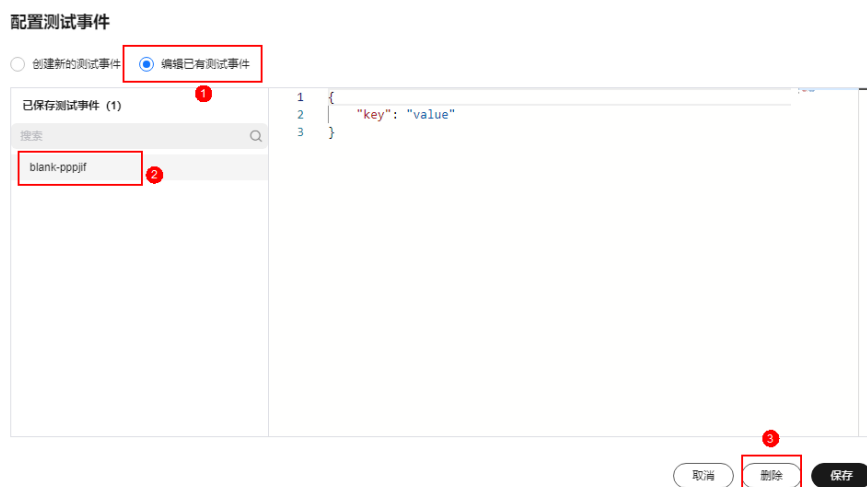 配置测试事件
创建新的测试事件 编辑已有测试事件
1
已保存测试事件 (1)
搜索
blank-pppjif
2
1 {
2 "key": "value"
3 }
3
取消 删除 保存